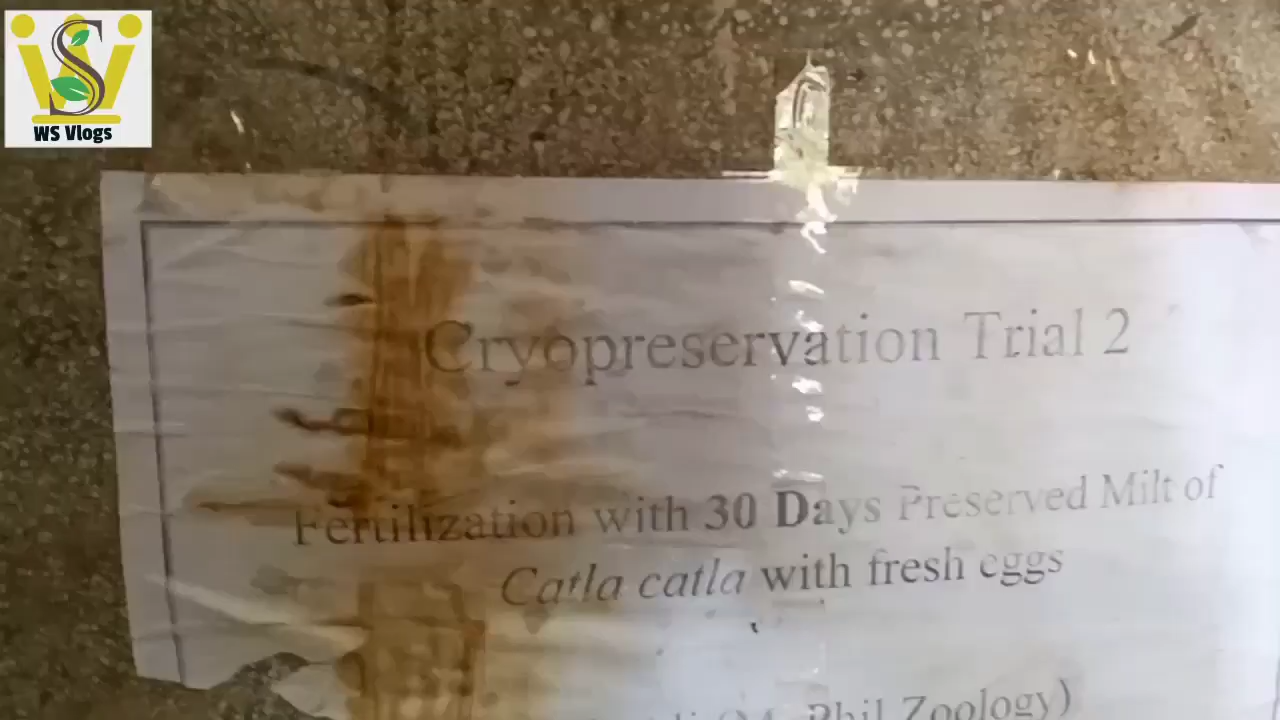 WS Vlogs
Cryopreservation Trial 2
Fertilization with 30 Days Preserved Milt of
Catla catla with fresh eggs
Phil Zoology)